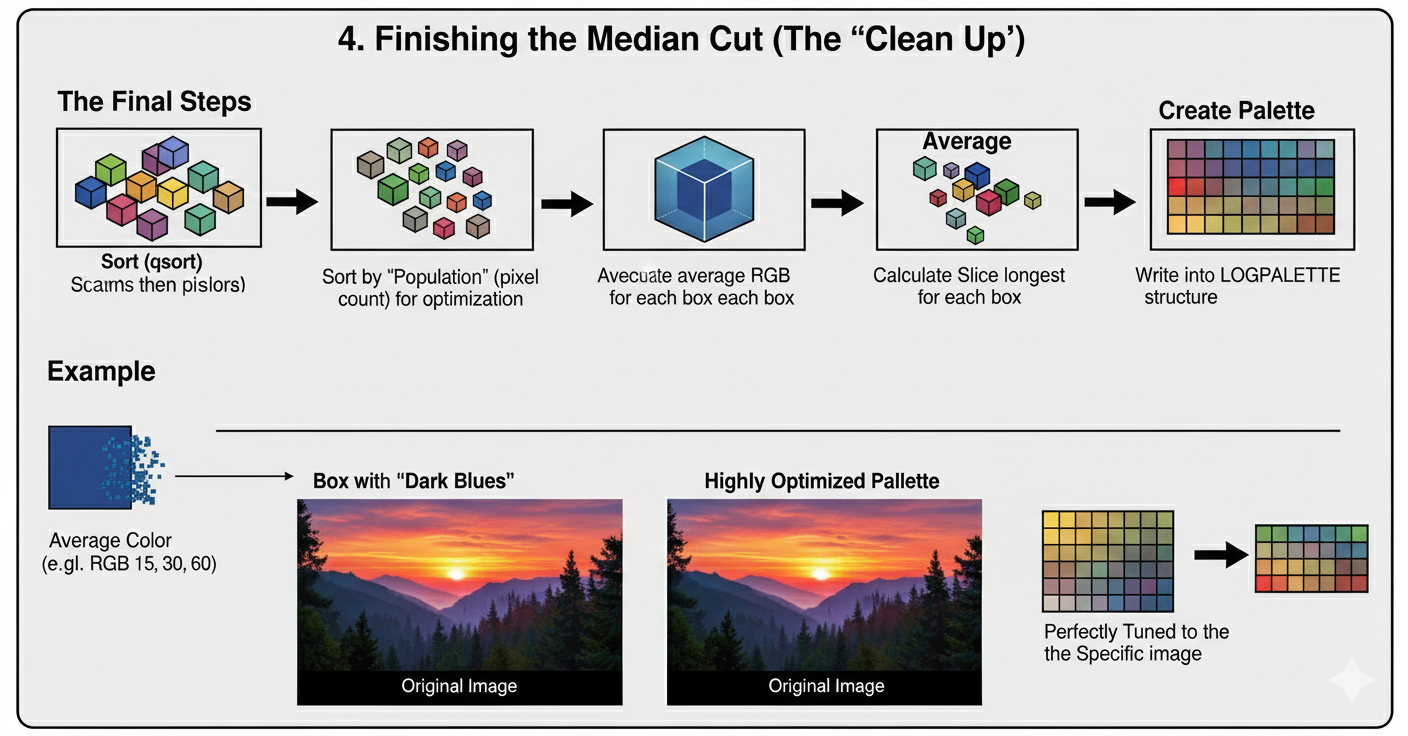 4. Finishing the Median Cut (The “Clean Up’)
The Final Steps
Sort (qsort)
Scarms then pislors)
Sort by “Population” (pixel
count) for optimization
Avecuate average RGB
for each box each box
Average
Calculate Slice longest
for each box
Create Palette
Write into LOGPALETTE
structure
Example
Average Color
(e.gl. RGB 15, 30, 60)
Box with “Dark Blues”
Original Image
Highly Optimized Pallette
Original Image
Perfectly Tuned to the
the Specific image